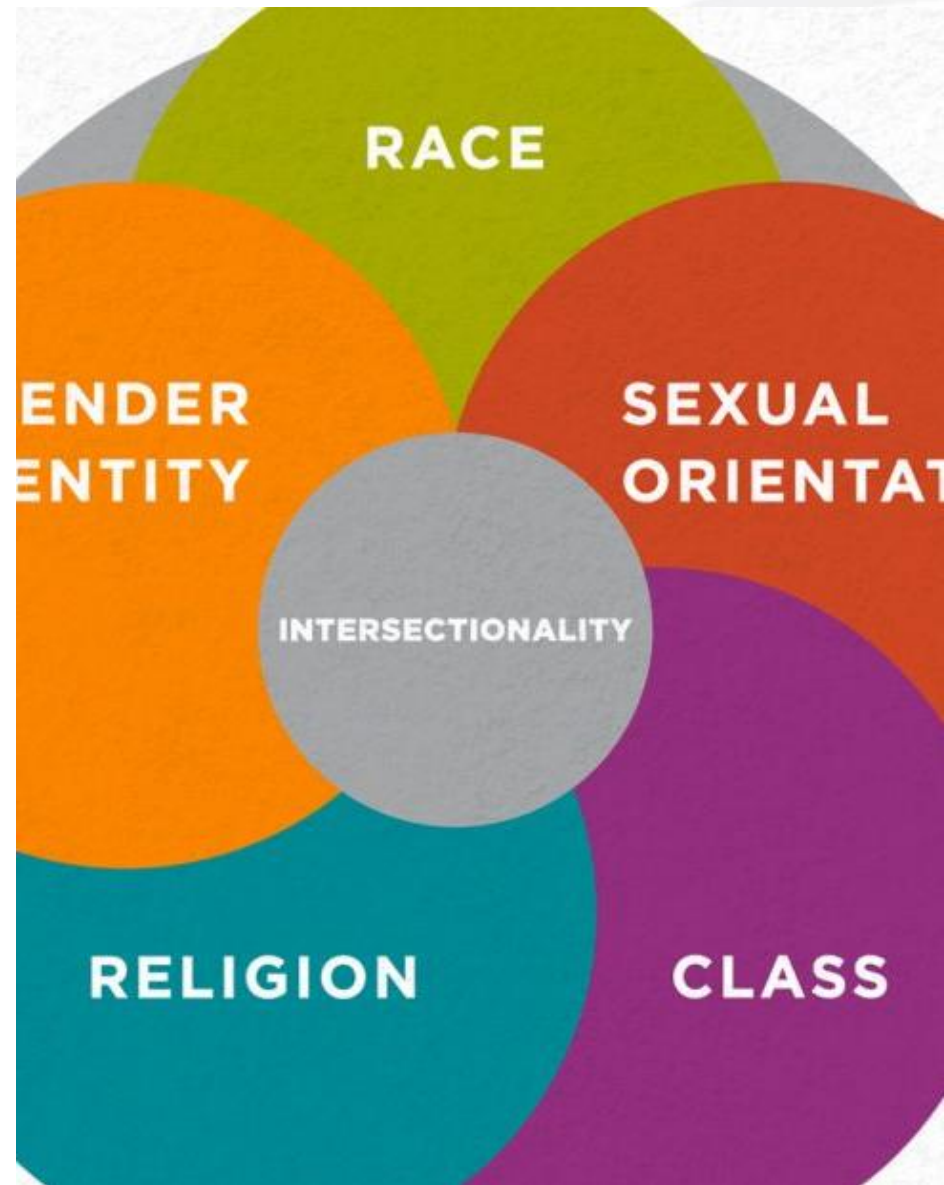 RACE
ENDER
ENTITY
SEXUAL
ORIENTAT
INTERSECTIONALITY
RELIGION
CLASS